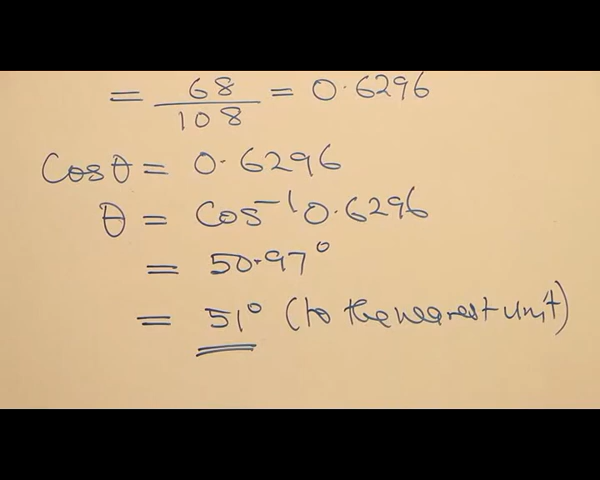 = 68/108 = 0.6296
Cosθ = 0.6296
θ = Cos⁻¹ 0.6296
= 50.97°
= 51° (to the nearest unit)